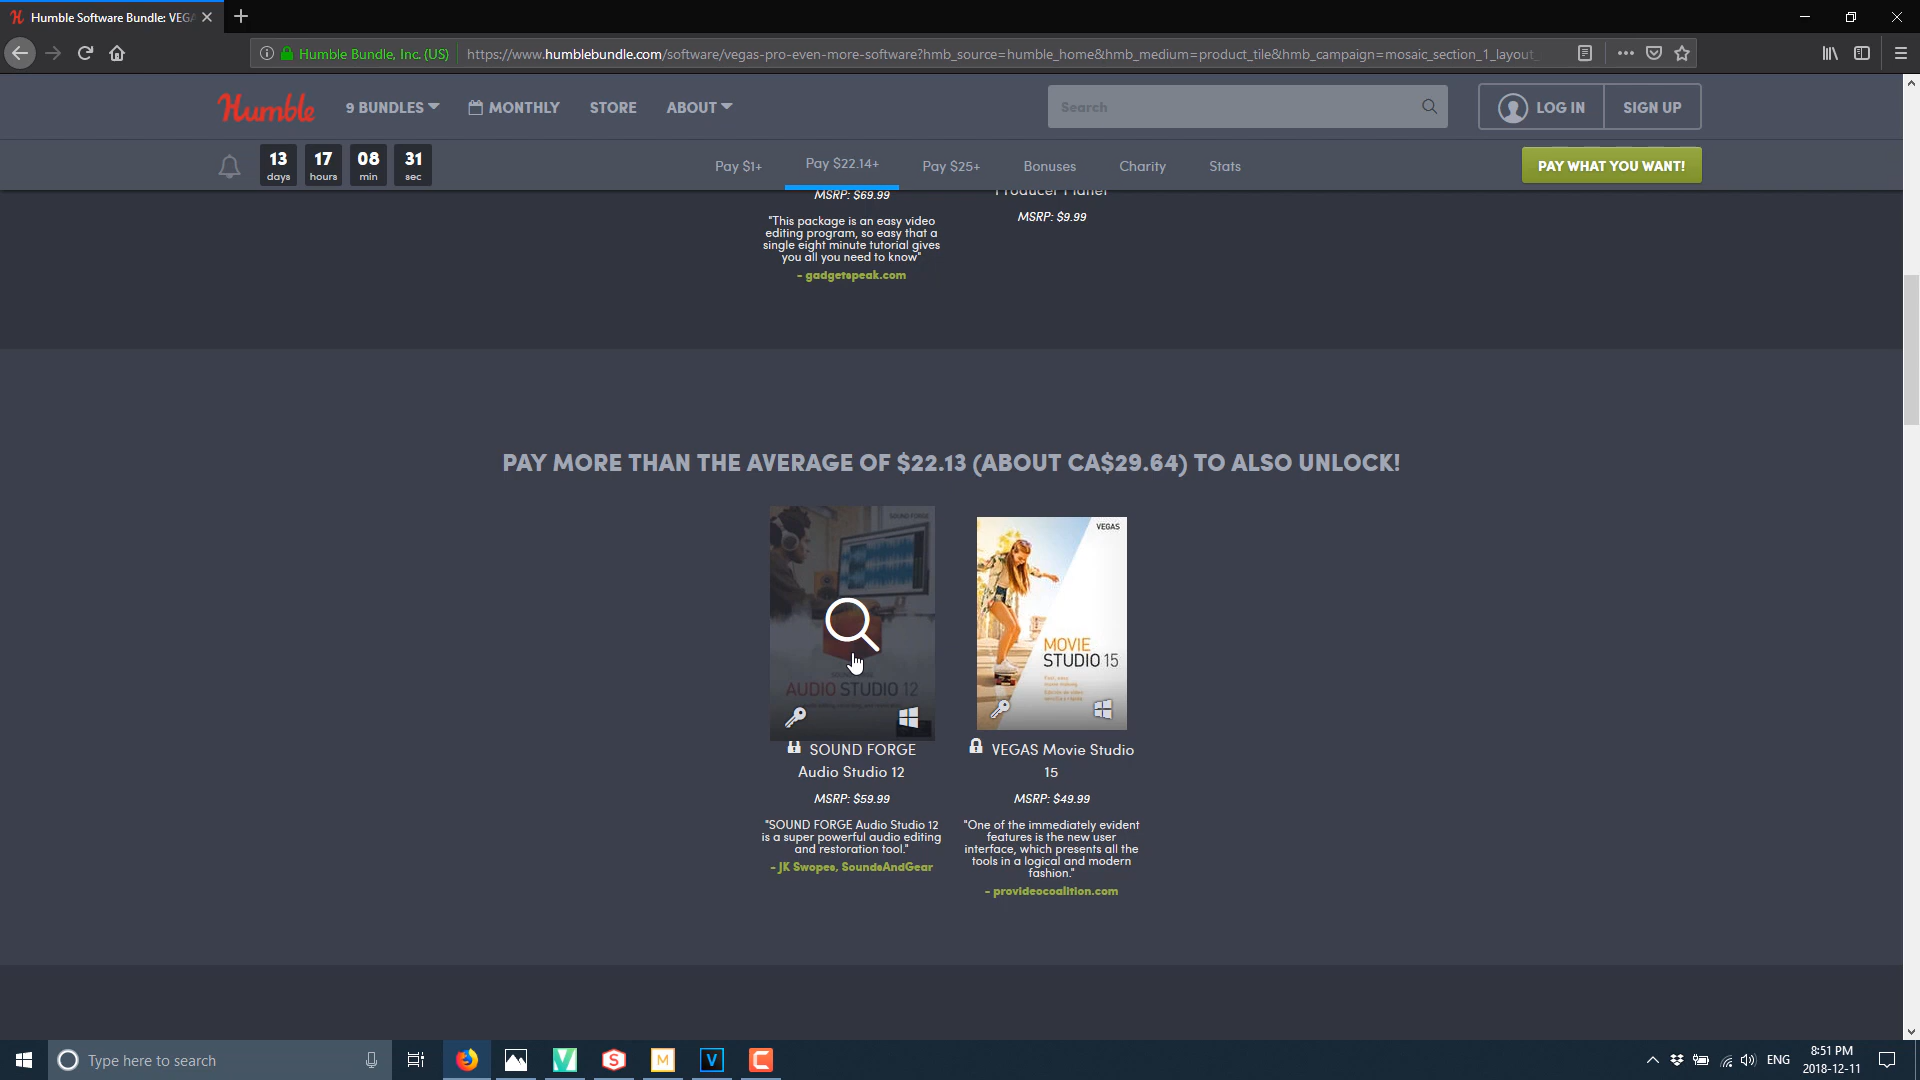 Humble Software Bundle: VEGA
Humble Bundle, Inc. (US)
https://www.humblebundle.com/software/vegas-pro-even-more-software?hmb_source=humble_home&hmb_medium=product_tile&hmb_campaign=mosaic_section_1_layout_
Humble
9 BUNDLES
MONTHLY
STORE
ABOUT
Search
LOG IN
SIGN UP
13 days
17 hours
08 min
31 sec
Pay $1+
Pay $22.14+
Pay $25+
Bonuses
Charity
Stats
PAY WHAT YOU WANT!
MSRP: $69.99
"This package is an easy video
editing program, so easy that a
single eight minute tutorial gives
you all you need to know"
- gadgetspeak.com
Producer Planet
MSRP: $9.99
PAY MORE THAN THE AVERAGE OF $22.13 (ABOUT CA$29.64) TO ALSO UNLOCK!
SOUND FORGE
AUDIO STUDIO 12
VEGAS
MOVIE
STUDIO 15
SOUND FORGE
Audio Studio 12
MSRP: $59.99
"SOUND FORGE Audio Studio 12
is a super powerful audio editing
and restoration tool."
- JK Swopes, SoundsAndGear
VEGAS Movie Studio
15
MSRP: $49.99
"One of the immediately evident
features is the new user
interface, which presents all the
tools in a logical and modern
fashion."
- provideocoalition.com
Type here to search
ENG
8:51 PM
2018-12-11